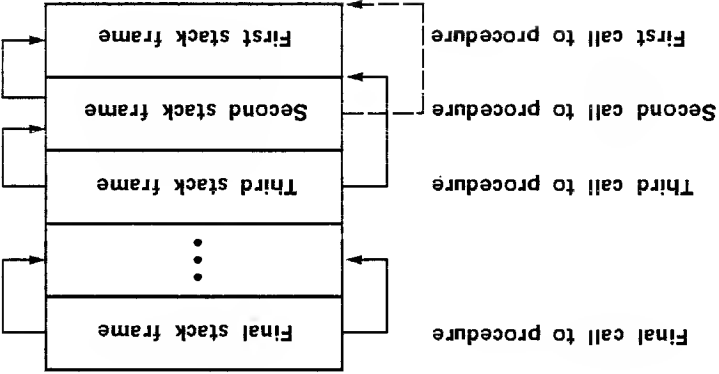 Final call to procedure Final stack frame
Third call to procedure Third stack frame
Second call to procedure Second stack frame
First call to procedure First stack frame